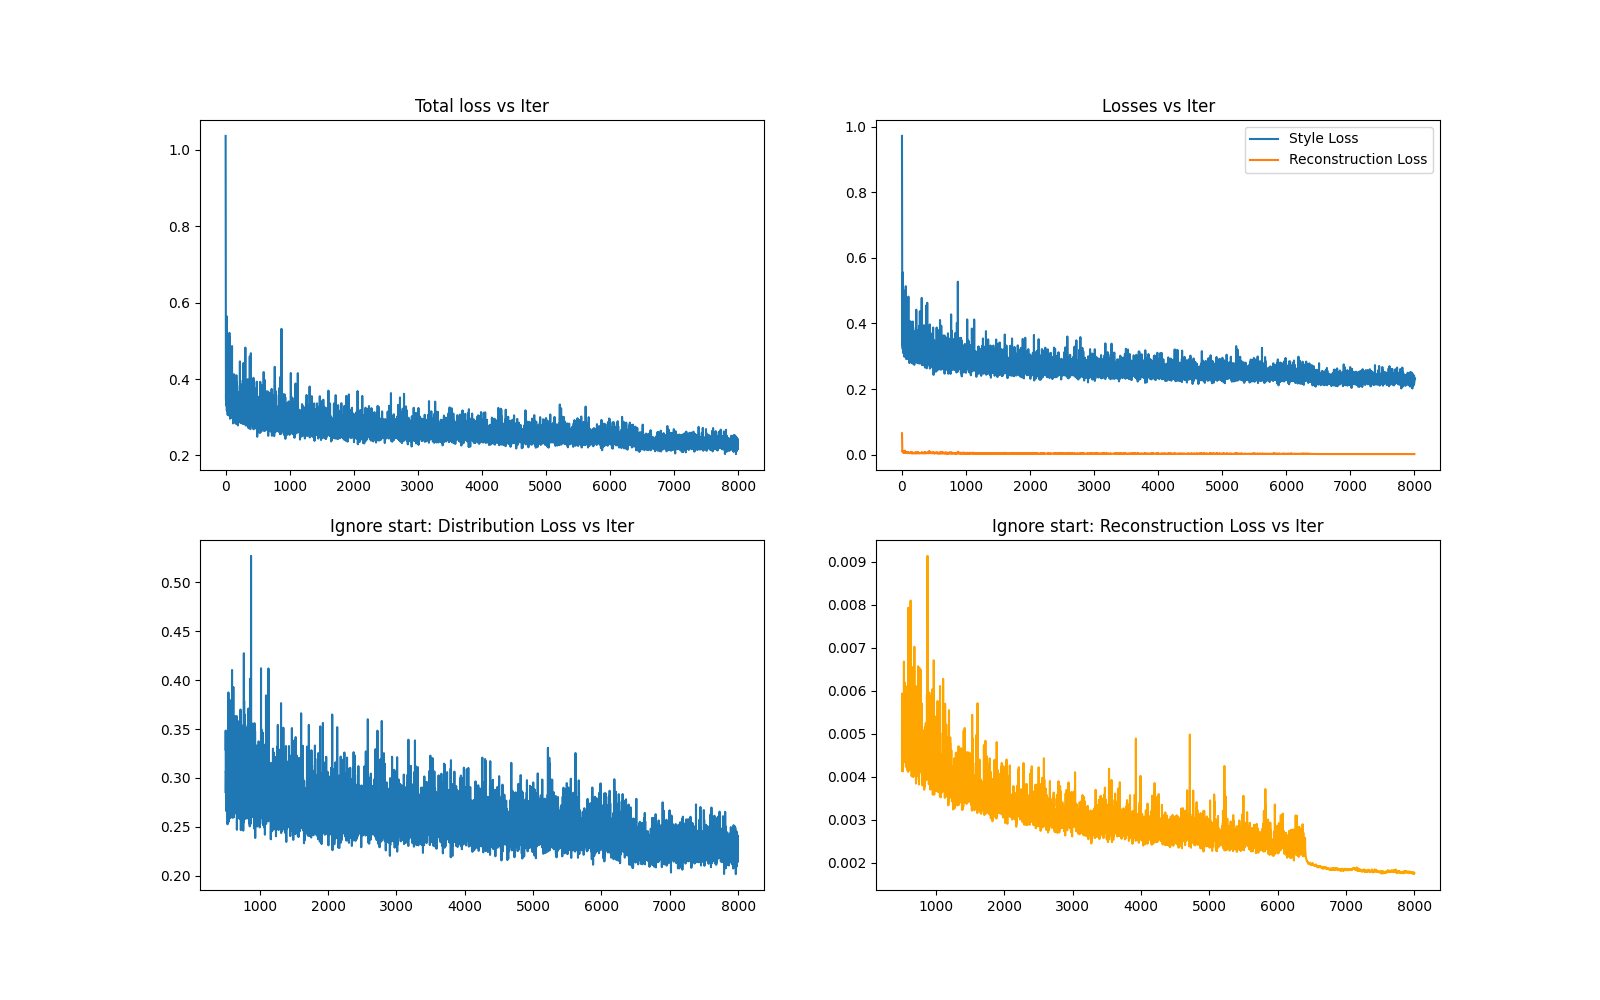 Total loss vs Iter
1.0
0.8
0.6
0.4
0.2
0 1000 2000 3000 4000 5000 6000 7000 8000
Losses vs Iter
Style Loss
Reconstruction Loss
1.0
0.8
0.6
0.4
0.2
0.0
0 1000 2000 3000 4000 5000 6000 7000 8000
Ignore start: Distribution Loss vs Iter
0.50
0.45
0.40
0.35
0.30
0.25
0.20
1000 2000 3000 4000 5000 6000 7000 8000
Ignore start: Reconstruction Loss vs Iter
0.009
0.008
0.007
0.006
0.005
0.004
0.003
0.002
1000 2000 3000 4000 5000 6000 7000 8000